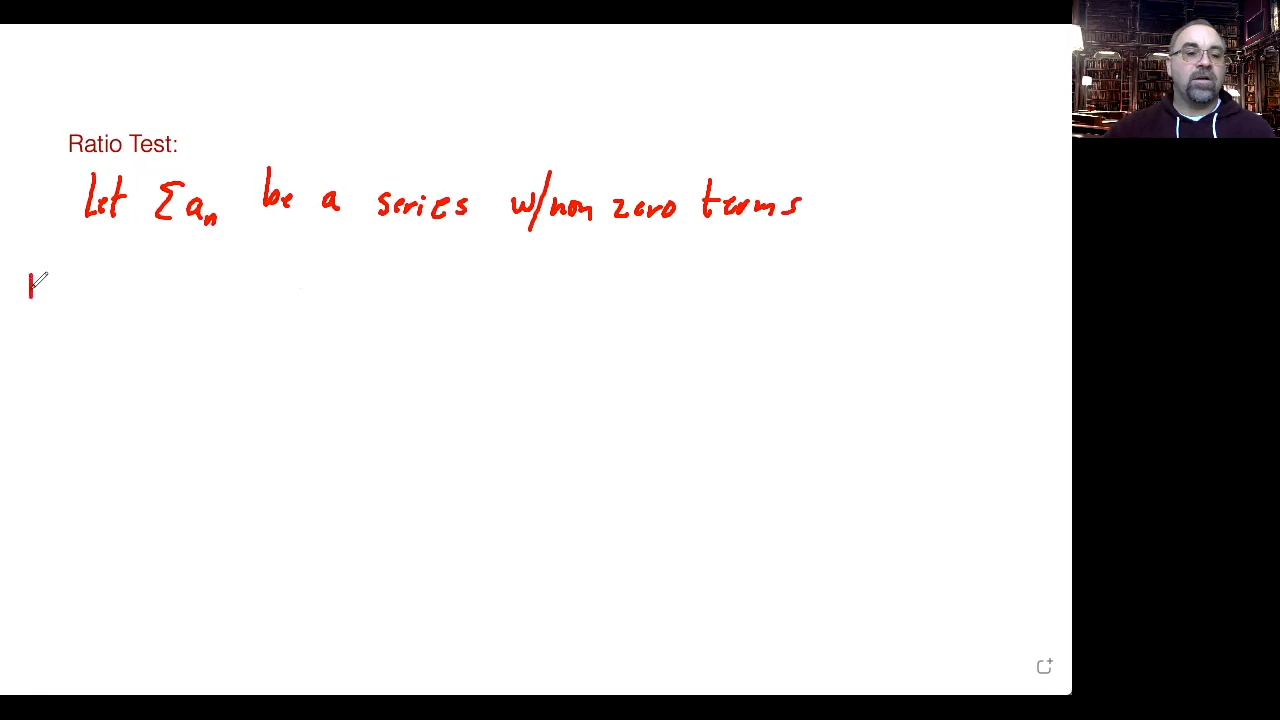 Ratio Test:
Let Σaₙ be a series w/non zero terms